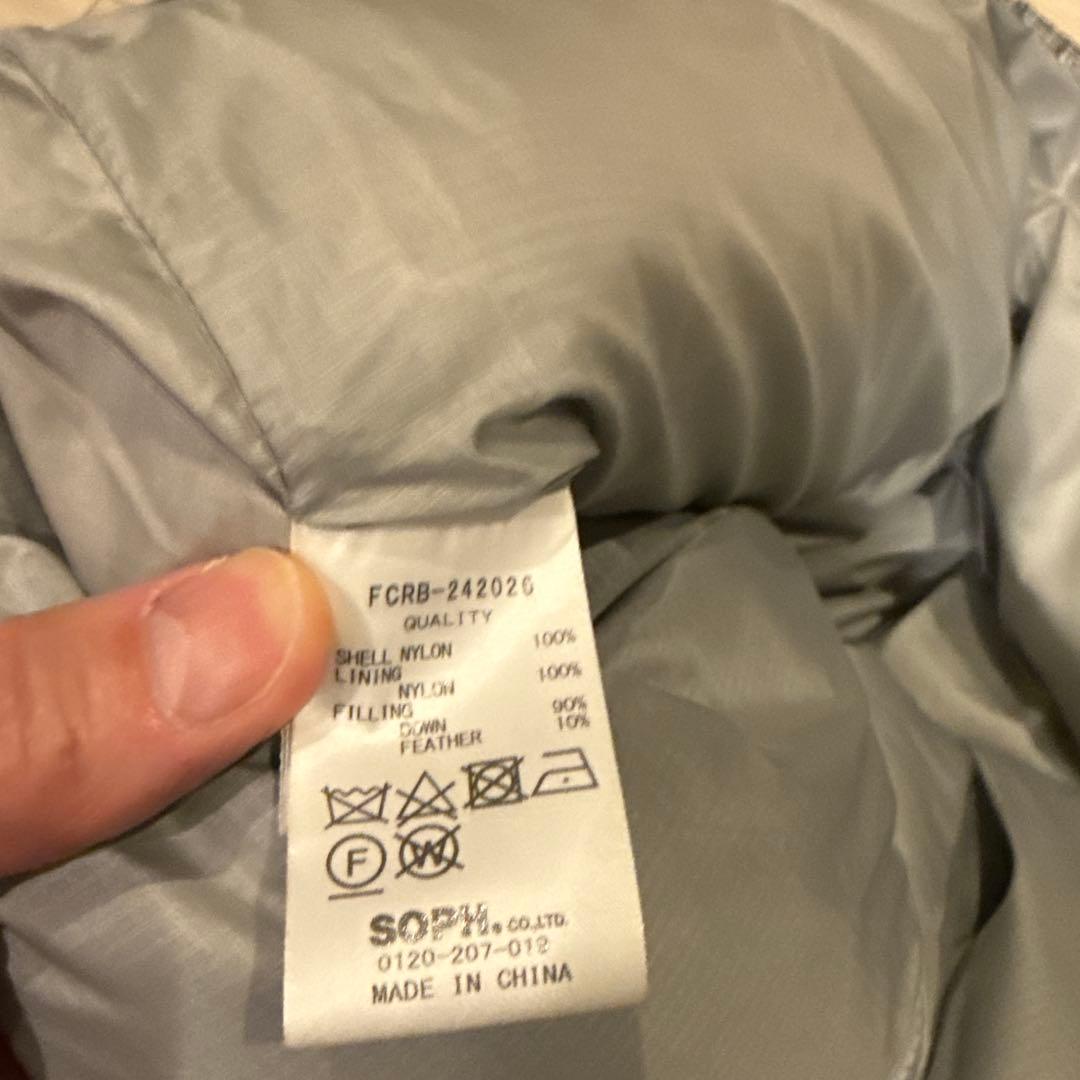 FCRB-242026
QUALITY
SHELL NYLON 100%
LINING
NYLON 100%
FILLING
DOWN 90%
FEATHER 10%
F W
SOPH. CO.,LTD.
0120-207-012
MADE IN CHINA